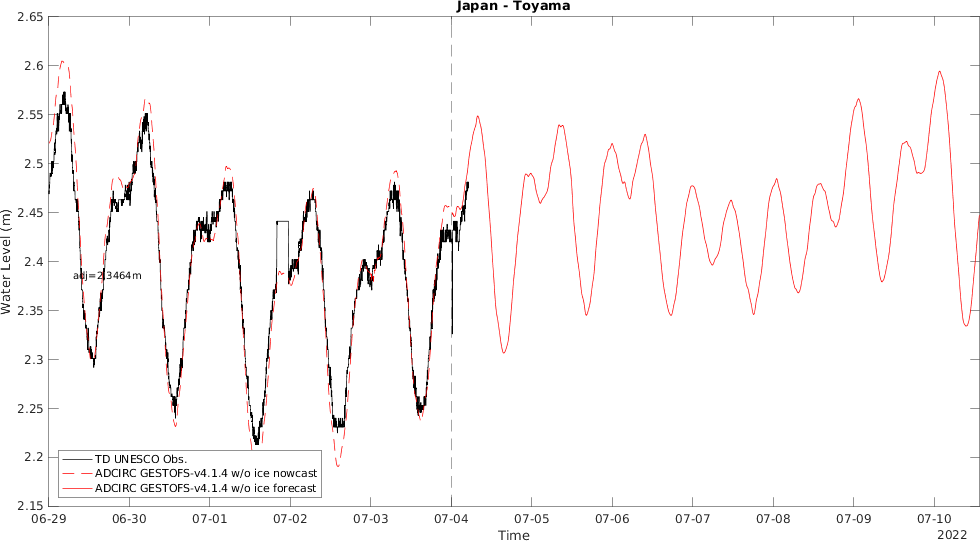 Japan - Toyama
2.65
2.6
2.55
2.5
2.45
2.4
2.35
2.3
2.25
2.2
2.15
Water Level (m)
adj=2.3464m
TD UNESCO Obs.
ADCIRC GESTOFS-v4.1.4 w/o ice nowcast
ADCIRC GESTOFS-v4.1.4 w/o ice forecast
06-29 06-30 07-01 07-02 07-03 07-04 07-05 07-06 07-07 07-08 07-09 07-10
Time
2022